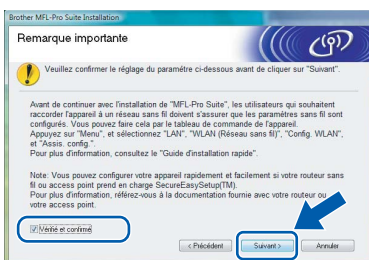 Brother MFL-Pro Suite Installation
Remarque importante
Veuillez confirmer le réglage du paramètre ci-dessous avant de cliquer sur "Suivant".
Avant de continuer avec l'installation de "MFL-Pro Suite", les utilisateurs qui souhaitent
raccorder l'appareil à un réseau sans fil doivent s'assurer que les paramètres sans fil sont
configurés. Vous pouvez faire cela par le tableau de commande de l'appareil.
Appuyez sur "Menu", et sélectionnez "LAN", "WLAN (Réseau sans fil)", "Config. WLAN",
et "Assis. config.".
Pour plus d'information, consultez le "Guide d'installation rapide".
Note: Vous pouvez configurer votre appareil rapidement et facilement si votre routeur sans
fil ou access point prend en charge SecureEasySetup(TM).
Pour plus d'information, référez-vous à la documentation fournie avec votre routeur ou
votre access point.
Vérifié et confirmé
< Précédent
Suivant >
Annuler